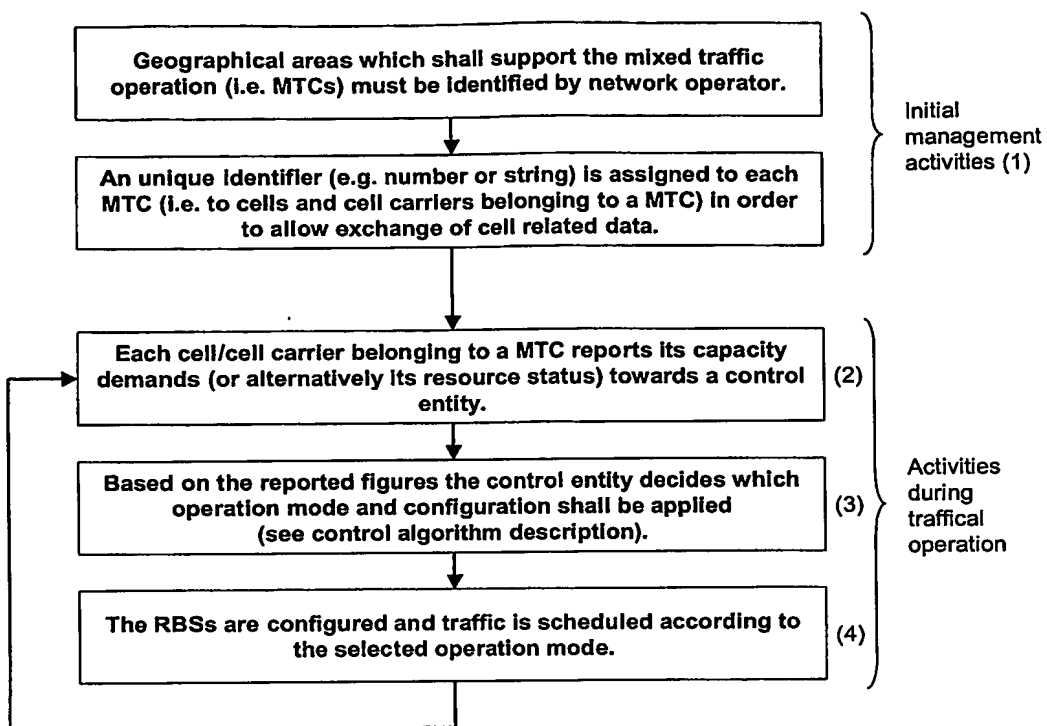 Geographical areas which shall support the mixed traffic
operation (i.e. MTCs) must be identified by network operator.
Initial
management
activities (1)
An unique identifier (e.g. number or string) is assigned to each
MTC (i.e. to cells and cell carriers belonging to a MTC) in order
to allow exchange of cell related data.
Each cell/cell carrier belonging to a MTC reports its capacity
demands (or alternatively its resource status) towards a control
entity.
(2)
Based on the reported figures the control entity decides which
operation mode and configuration shall be applied
(see control algorithm description).
(3)
Activities
during
traffical
operation
The RBSs are configured and traffic is scheduled according to
the selected operation mode.
(4)